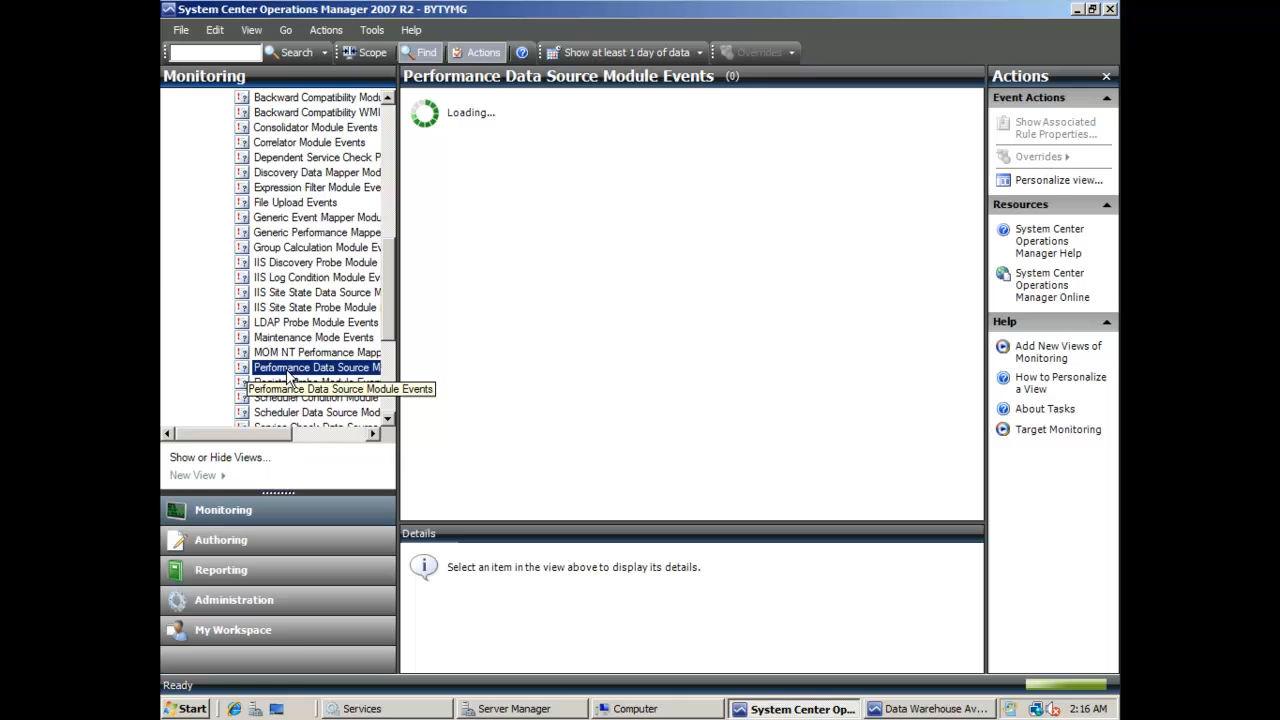 System Center Operations Manager 2007 R2 - BYTYMG
File Edit View Go Actions Tools Help
Search Scope Find Actions Show at least 1 day of data Overrides
Monitoring
Backward Compatibility Modu
Backward Compatibility WMI
Consolidator Module Events
Correlator Module Events
Dependent Service Check P
Discovery Data Mapper Mod
Expression Filter Module Eve
File Upload Events
Generic Event Mapper Modu
Generic Performance Mappe
Group Calculation Module Ev
IIS Discovery Probe Module
IIS Log Condition Module Ev
IIS Site State Data Source M
IIS Site State Probe Module
LDAP Probe Module Events
Maintenance Mode Events
MOM NT Performance Mapp
Performance Data Source M
Performance Data Source Module Events
Scheduler Condition Module
Scheduler Data Source Mod
Show or Hide Views...
New View
Monitoring
Authoring
Reporting
Administration
My Workspace
Performance Data Source Module Events (0)
Loading...
Details
Select an item in the view above to display its details.
Actions
Event Actions
Show Associated
Rule Properties...
Overrides
Personalize view...
Resources
System Center
Operations
Manager Help
System Center
Operations
Manager Online
Help
Add New Views of
Monitoring
How to Personalize
a View
About Tasks
Target Monitoring
Ready
Start Services Server Manager Computer System Center Op... Data Warehouse Av... 2:16 AM